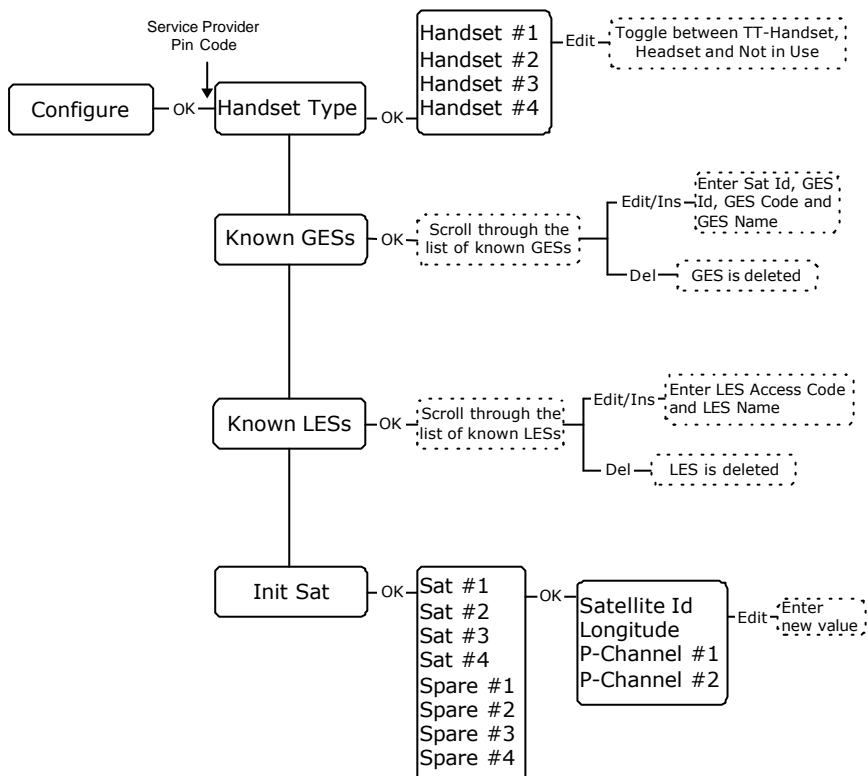 Service Provider
Pin Code
Configure
OK
Handset Type
OK
Handset #1
Handset #2
Handset #3
Handset #4
Edit
Toggle between TT-Handset,
Headset and Not in Use
Known GESs
OK
Scroll through the
list of known GESs
Edit/Ins
Enter Sat Id, GES
Id, GES Code and
GES Name
Del
GES is deleted
Known LESs
OK
Scroll through the
list of known LESs
Edit/Ins
Enter LES Access Code
and LES Name
Del
LES is deleted
Init Sat
OK
Sat #1
Sat #2
Sat #3
Sat #4
Spare #1
Spare #2
Spare #3
Spare #4
OK
Satellite Id
Longitude
P-Channel #1
P-Channel #2
Edit
Enter
new value